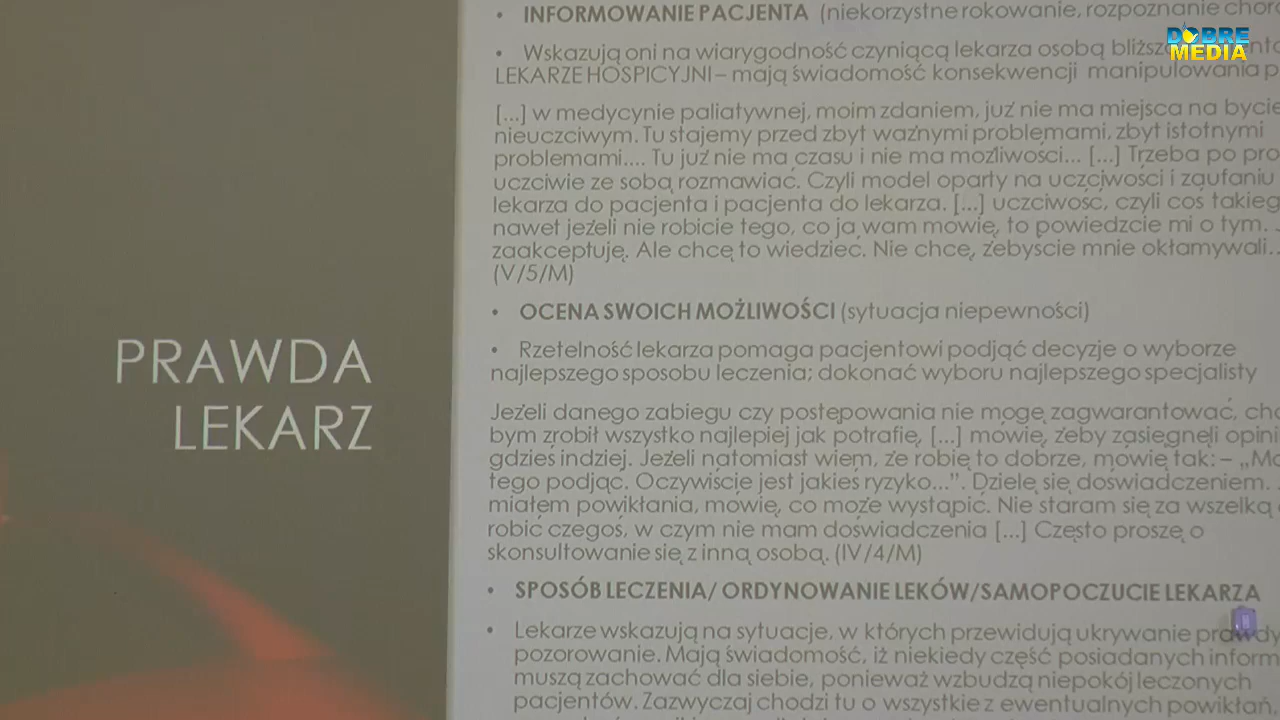 DOBRE
MEDIA
PRAWDA
LEKARZ
• INFORMOWANIE PACJENTA (niekorzystne rokowanie, rozpoznanie
• Wskazują oni na wiarygodność czyniącą lekarza osobą
LEKARZE HOSPICYJNI – mają świadomość konsekwencji manipulowania
[...] w medycynie paliatywnej, moim zdaniem, już nie ma miejsca na
nieuczciwym. Tu stajemy przed zbyt ważnymi problemami, zbyt istotnymi
problemami.... Tu już nie ma czasu i nie ma możliwości... [...] Trzeba po
uczciwie ze sobą rozmawiać. Czyli model oparty na uczciwości i zaufaniu
lekarza do pacjenta i pacjenta do lekarza. [...] uczciwość, czyli coś
nawet jeżeli nie robicie tego, co ja wam mówię, to powiedzcie mi o tym.
zaakceptuję. Ale chcę to wiedzieć. Nie chcę, żebyście mnie okłamywali...
(V/5/M)
• OCENA SWOICH MOŻLIWOŚCI (sytuacja niepewności)
• Rzetelność lekarza pomaga pacjentowi podjąć decyzję o wyborze
najlepszego sposobu leczenia; dokonać wyboru najlepszego specjalisty
Jeżeli danego zabiegu czy postępowania nie mogę zagwarantować,
bym zrobił wszystko najlepiej jak potrafię, [...] mówię, żeby zasięgnęli
gdzieś indziej. Jeżeli natomiast wiem, że robię to dobrze, mówię tak: –
tego podjąć. Oczywiście jest jakieś ryzyko...”. Dzielę się doświadczeniem.
miałem powikłania, mówię, co może wystąpić. Nie staram się za wszelką
robić czegoś, w czym nie mam doświadczenia [...] Często proszę o
skonsultowanie się z inną osobą. (IV/4/M)
• SPOSÓB LECZENIA/ ORDYNOWANIE LEKÓW/SAMOPOCZUCIE LEKARZA
• Lekarze wskazują na sytuacje, w których przewidują ukrywanie prawdy
pozorowanie. Mają świadomość, iż niekiedy część posiadanych
muszą zachować dla siebie, ponieważ wzbudzą niepokój leczonych
pacjentów. Zazwyczaj chodzi tu o wszystkie z ewentualnych powikłań,